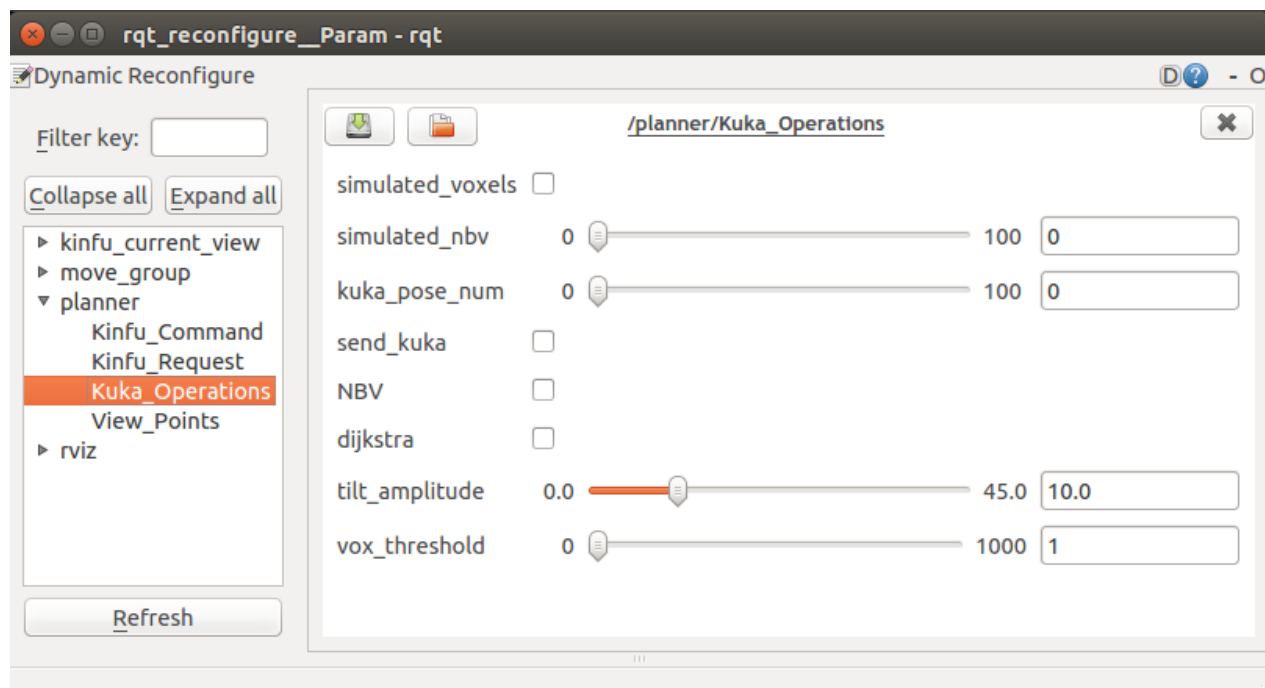 rqt_reconfigure__Param - rqt
Dynamic Reconfigure
D ? - O
Filter key:
Collapse all Expand all
kinfu_current_view
move_group
planner
Kinfu_Command
Kinfu_Request
Kuka_Operations
View_Points
rviz
Refresh
/planner/Kuka_Operations
simulated_voxels
simulated_nbv 0 100 0
kuka_pose_num 0 100 0
send_kuka
NBV
dijkstra
tilt_amplitude 0.0 45.0 10.0
vox_threshold 0 1000 1